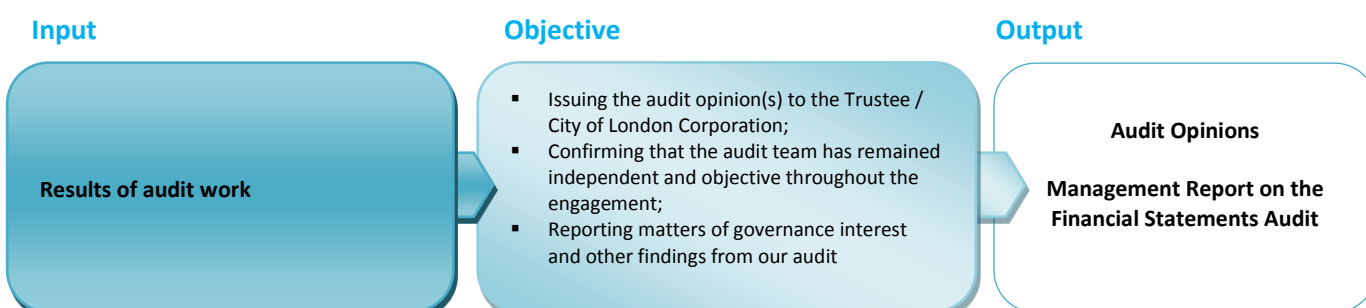 Input
Objective
Output
Results of audit work
▪ Issuing the audit opinion(s) to the Trustee /
City of London Corporation;
▪ Confirming that the audit team has remained
independent and objective throughout the
engagement;
▪ Reporting matters of governance interest
and other findings from our audit
Audit Opinions
Management Report on the
Financial Statements Audit